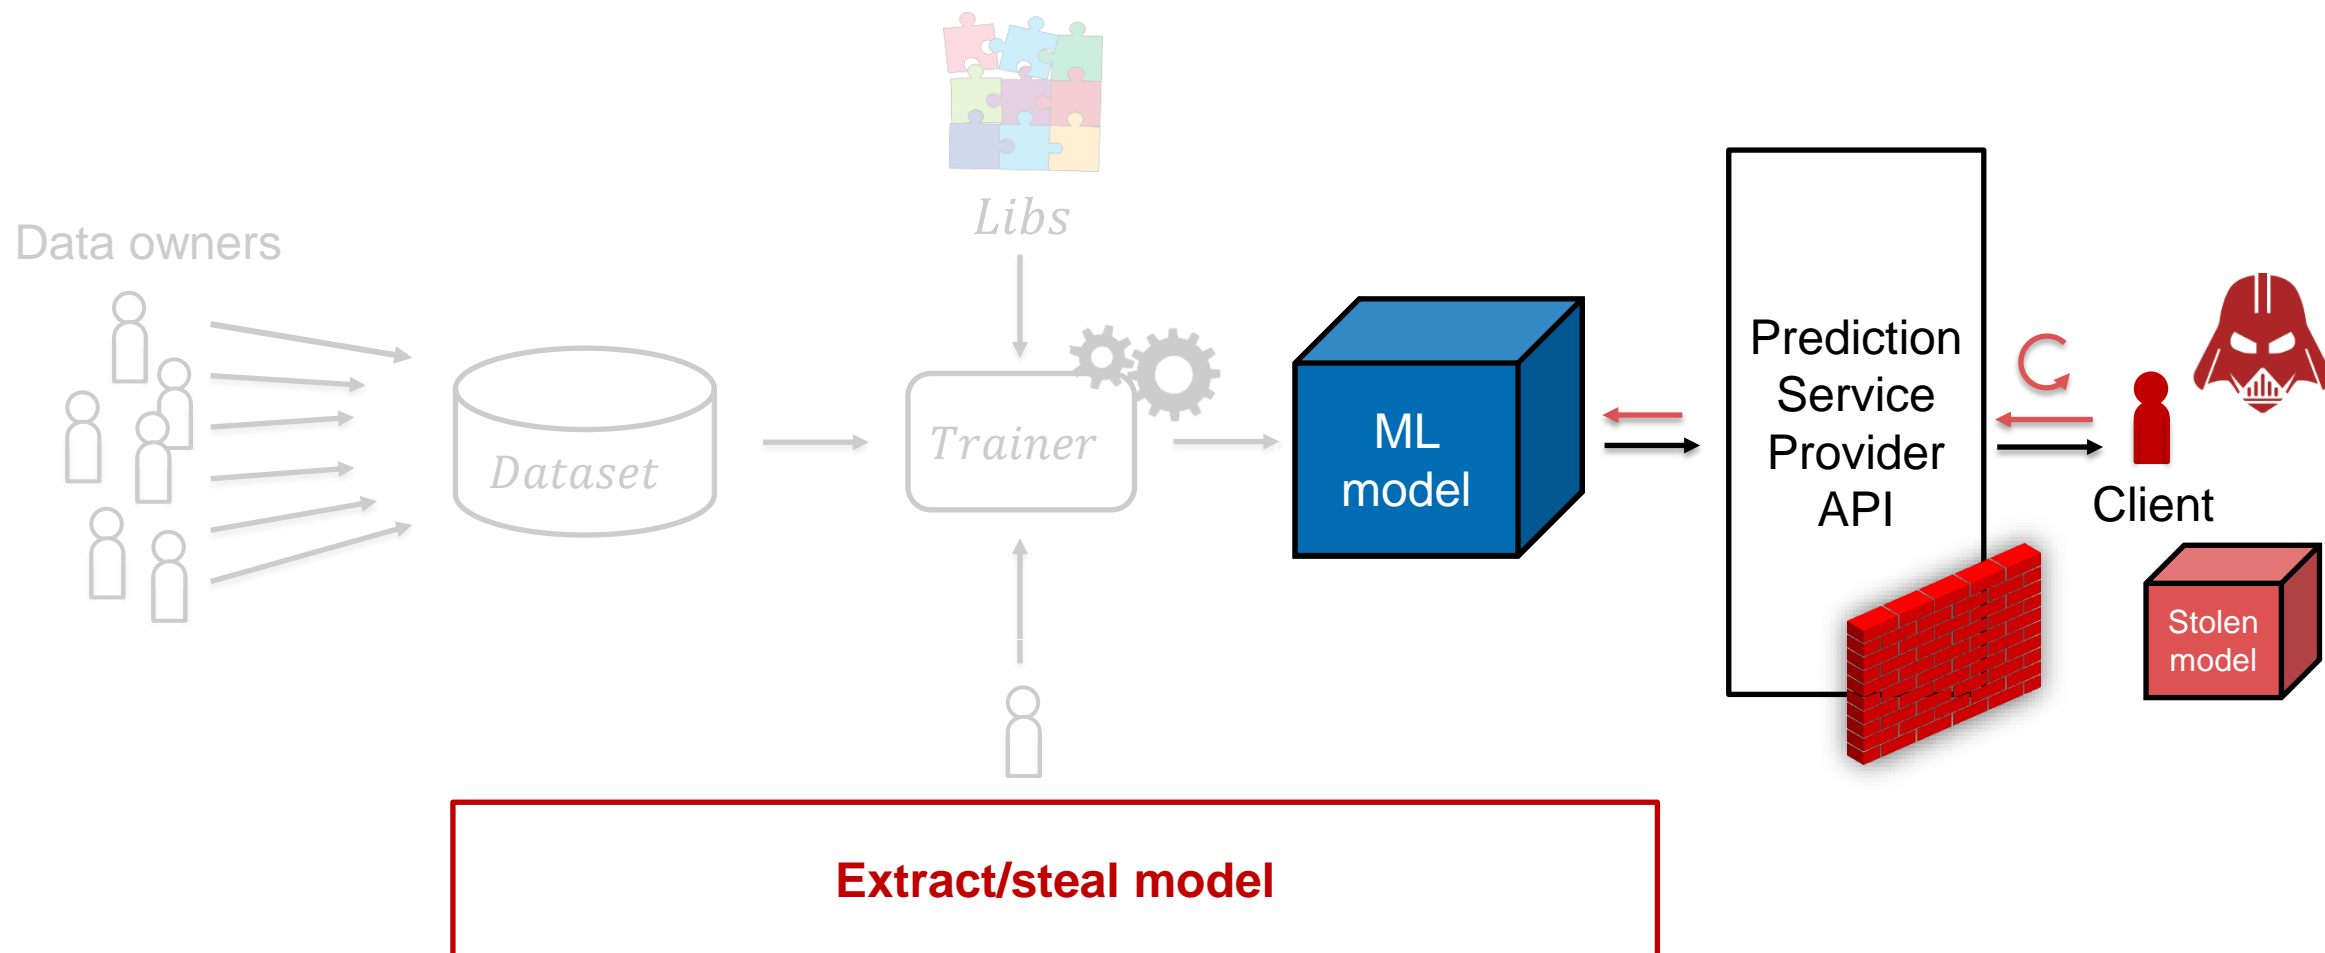 Libs
Data owners
Dataset
Trainer
ML
model
Prediction
Service
Provider
API
Client
Stolen
model
Extract/steal model